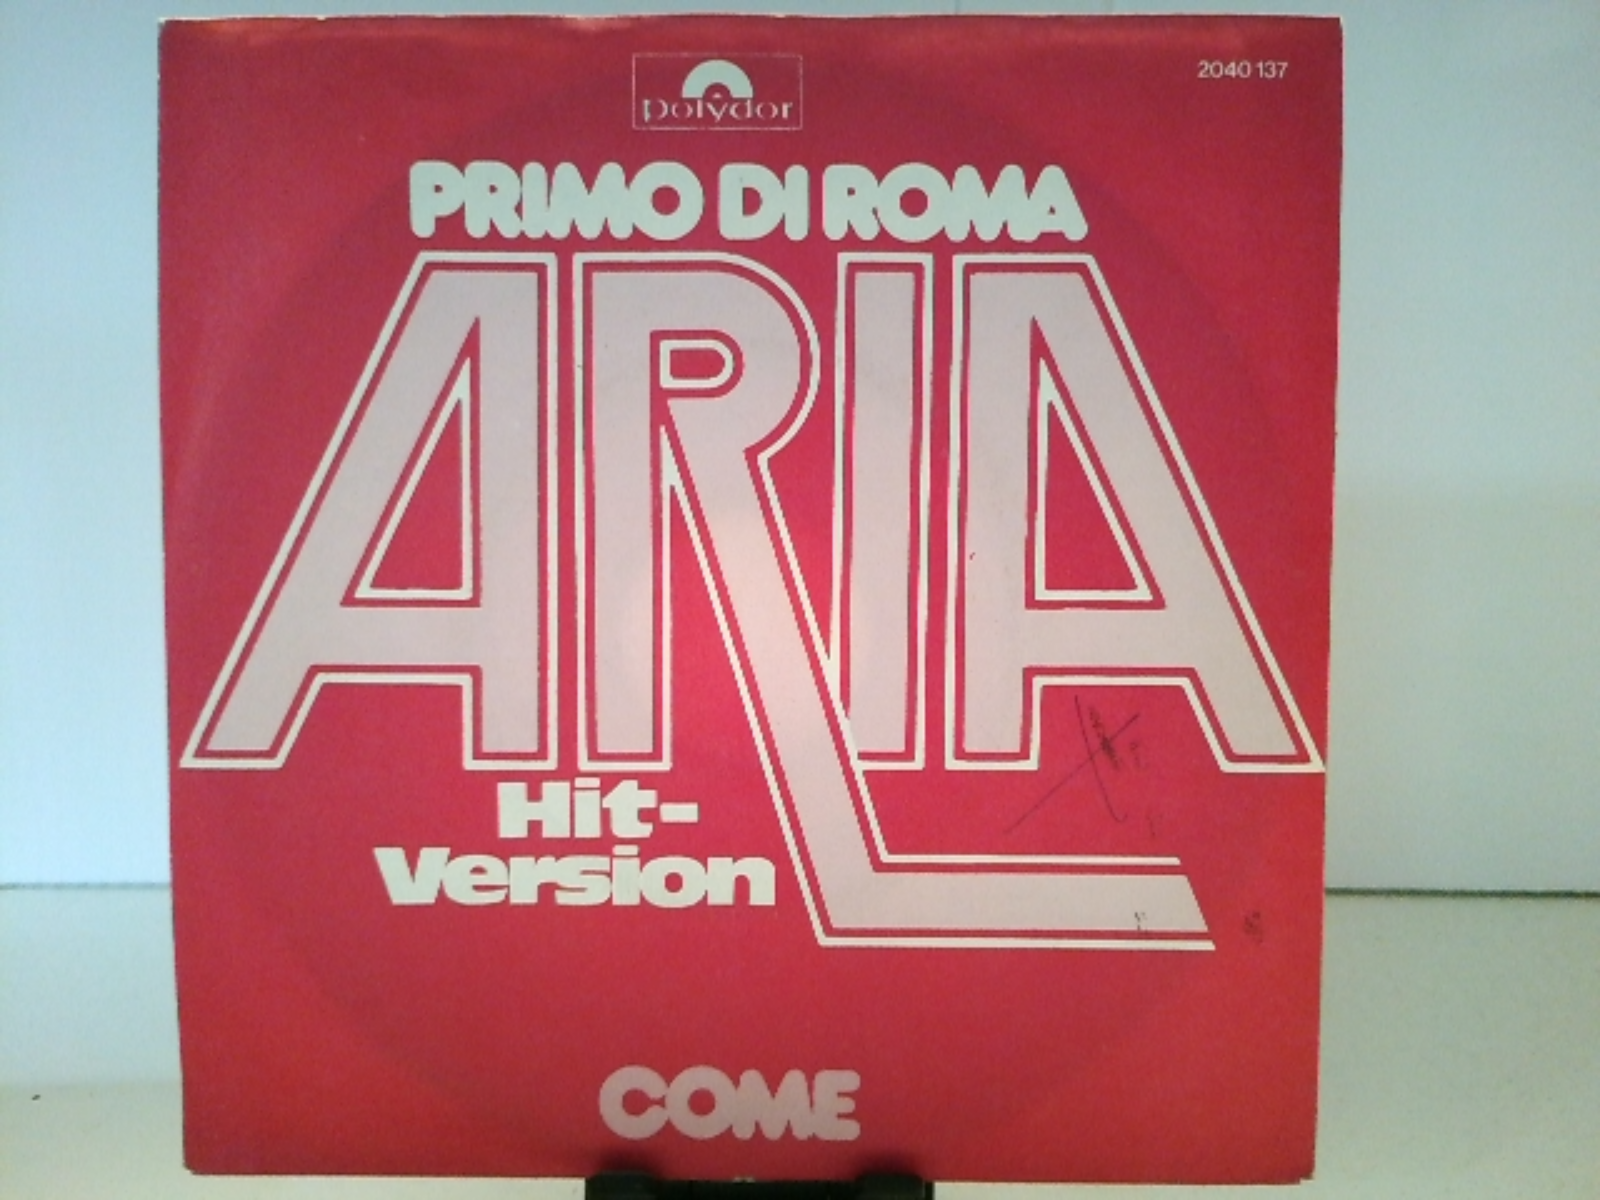 polydor
2040 137
PRIMO DI ROMA
ARIA
Hit-
Version
COME